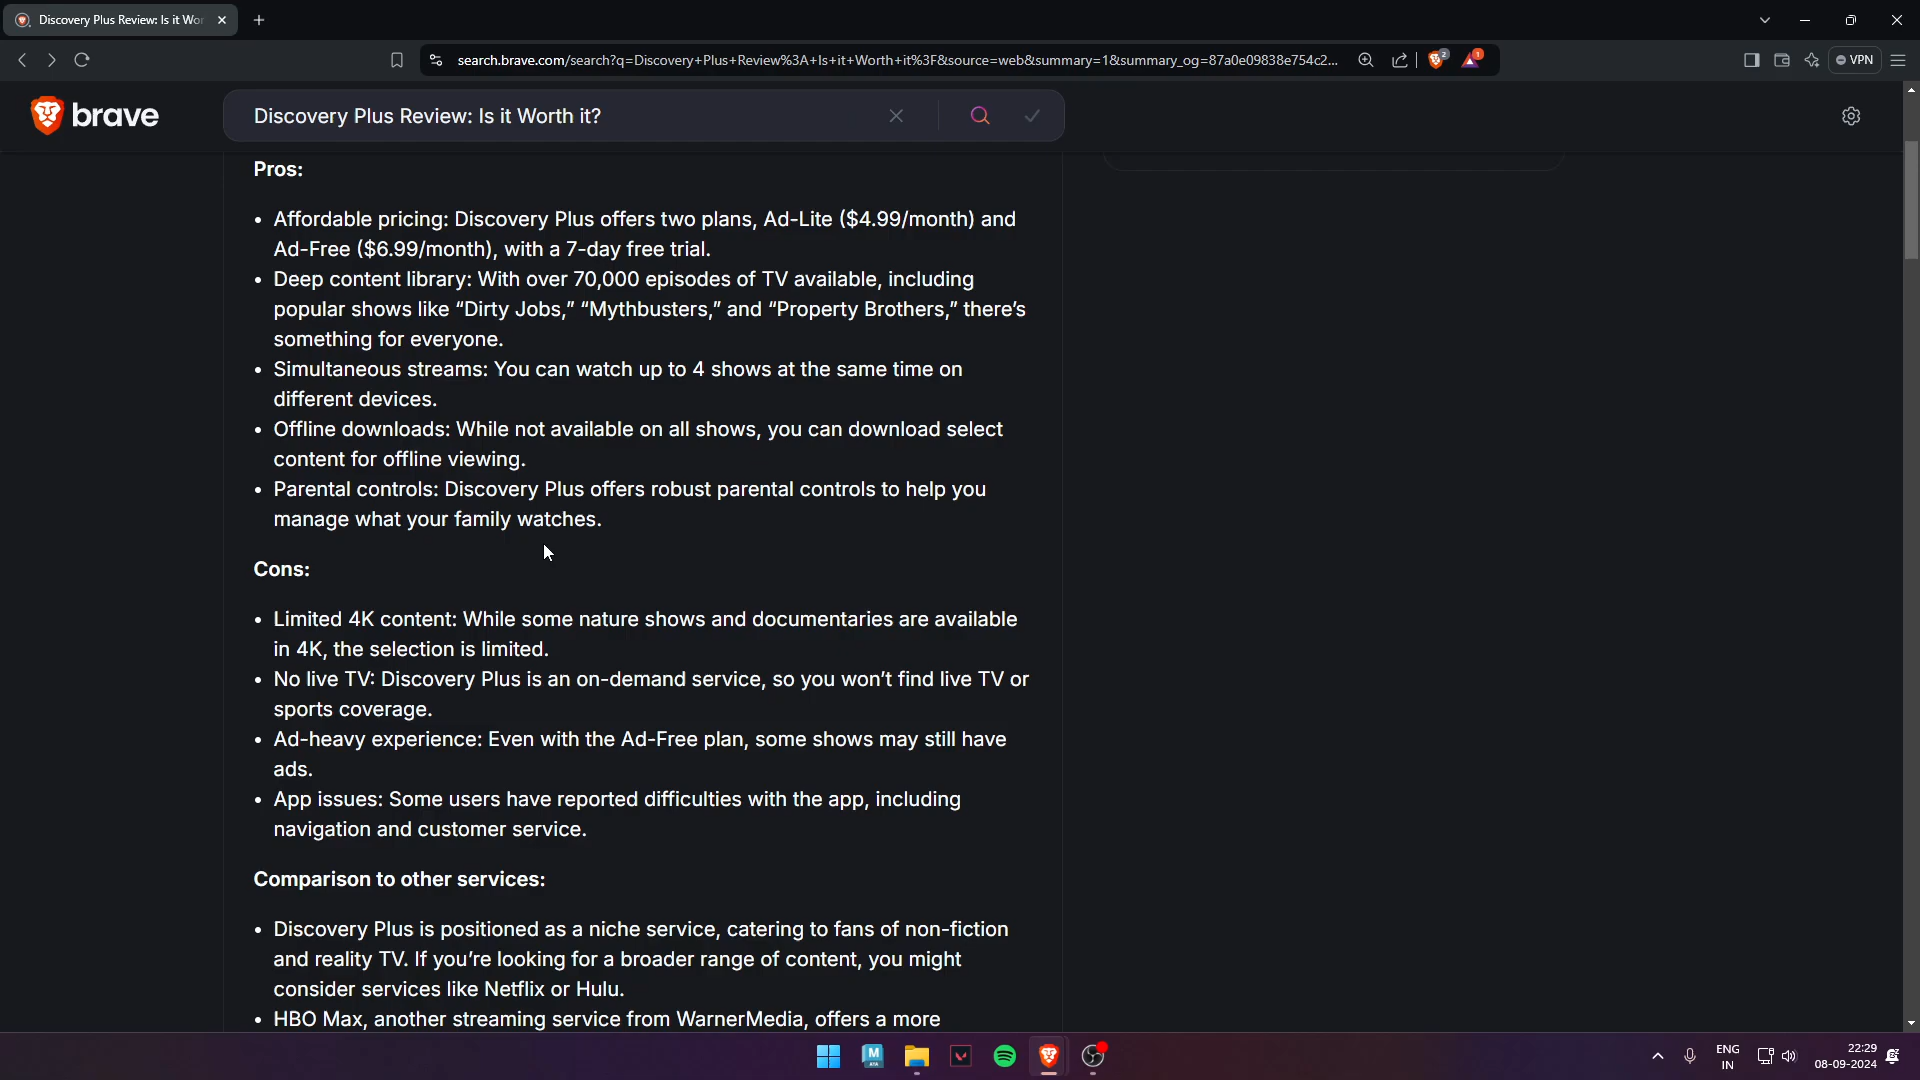 Discovery Plus Review: Is it Wor
search.brave.com/search?q=Discovery+Plus+Review%3A+Is+it+Worth+it%3F&source=web&summary=1&summary_og=87a0e09838e754c2...
2
1
VPN
brave
Discovery Plus Review: Is it Worth it?
Pros:
• Affordable pricing: Discovery Plus offers two plans, Ad-Lite ($4.99/month) and
Ad-Free ($6.99/month), with a 7-day free trial.
• Deep content library: With over 70,000 episodes of TV available, including
popular shows like “Dirty Jobs,” “Mythbusters,” and “Property Brothers,” there’s
something for everyone.
• Simultaneous streams: You can watch up to 4 shows at the same time on
different devices.
• Offline downloads: While not available on all shows, you can download select
content for offline viewing.
• Parental controls: Discovery Plus offers robust parental controls to help you
manage what your family watches.
Cons:
• Limited 4K content: While some nature shows and documentaries are available
in 4K, the selection is limited.
• No live TV: Discovery Plus is an on-demand service, so you won’t find live TV or
sports coverage.
• Ad-heavy experience: Even with the Ad-Free plan, some shows may still have
ads.
• App issues: Some users have reported difficulties with the app, including
navigation and customer service.
Comparison to other services:
• Discovery Plus is positioned as a niche service, catering to fans of non-fiction
and reality TV. If you’re looking for a broader range of content, you might
consider services like Netflix or Hulu.
• HBO Max, another streaming service from WarnerMedia, offers a more
M
ENG
IN
22:29
08-09-2024